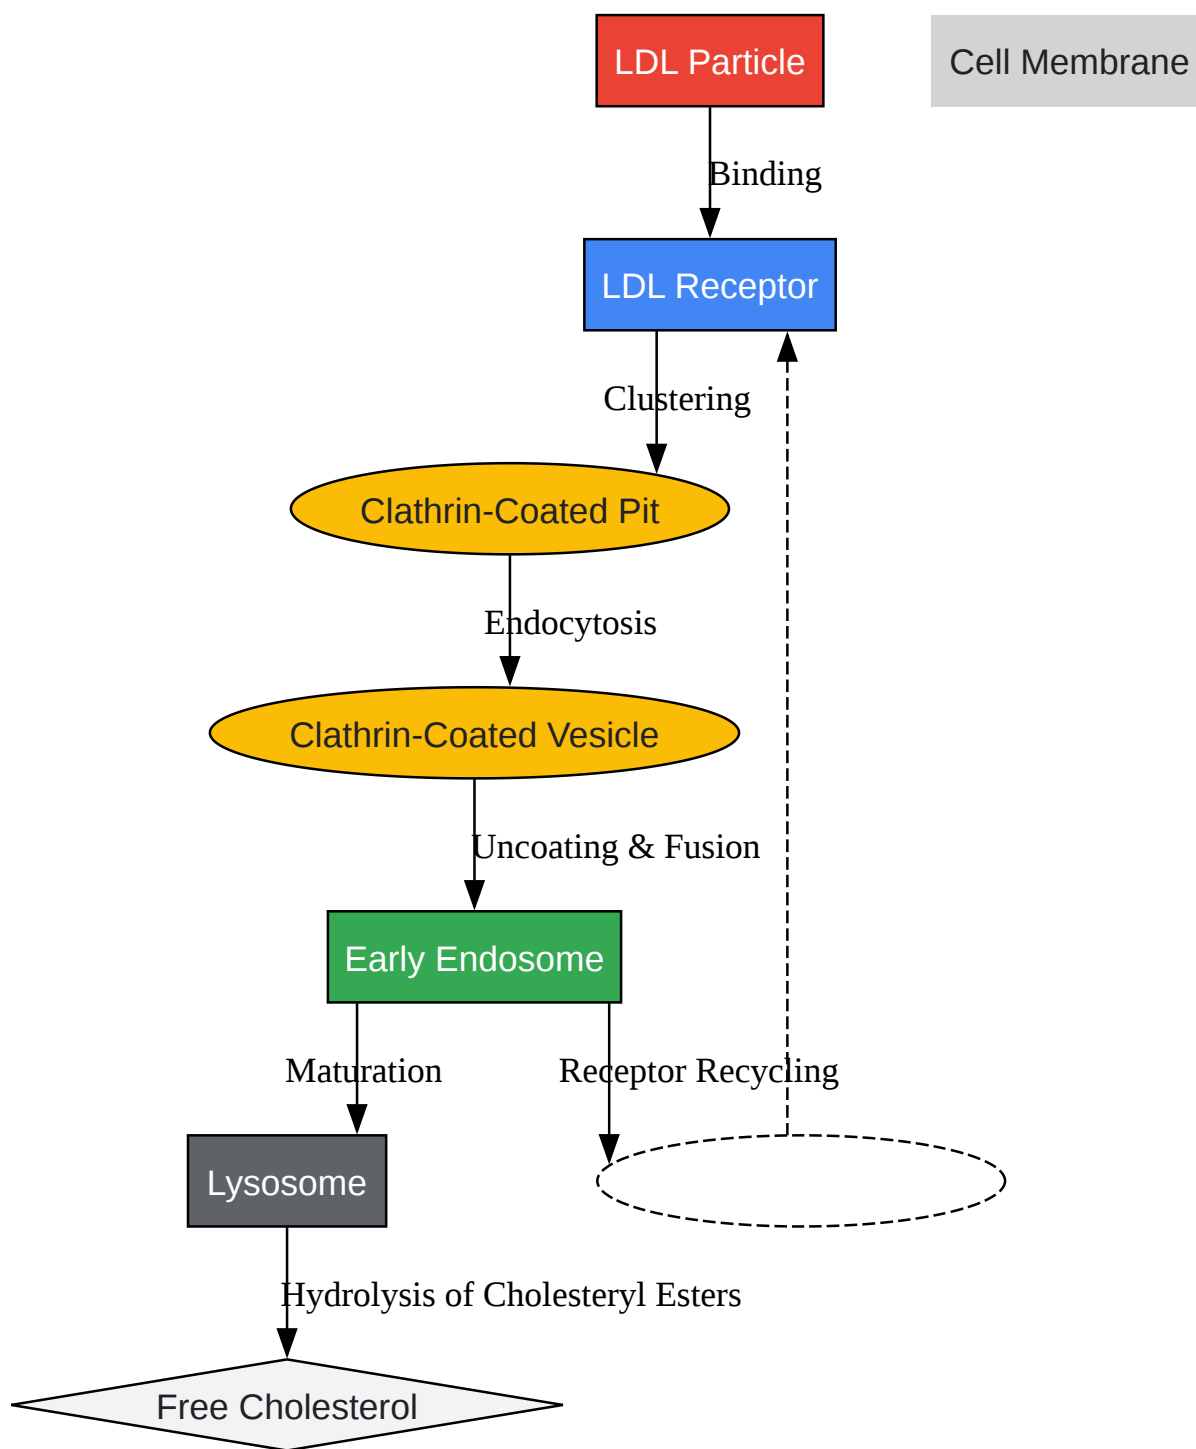 LDL Particle
Cell Membrane
Binding
LDL Receptor
Clustering
Clathrin-Coated Pit
Endocytosis
Clathrin-Coated Vesicle
Uncoating & Fusion
Early Endosome
Maturation
Receptor Recycling
Lysosome
Hydrolysis of Cholesteryl Esters
Free Cholesterol